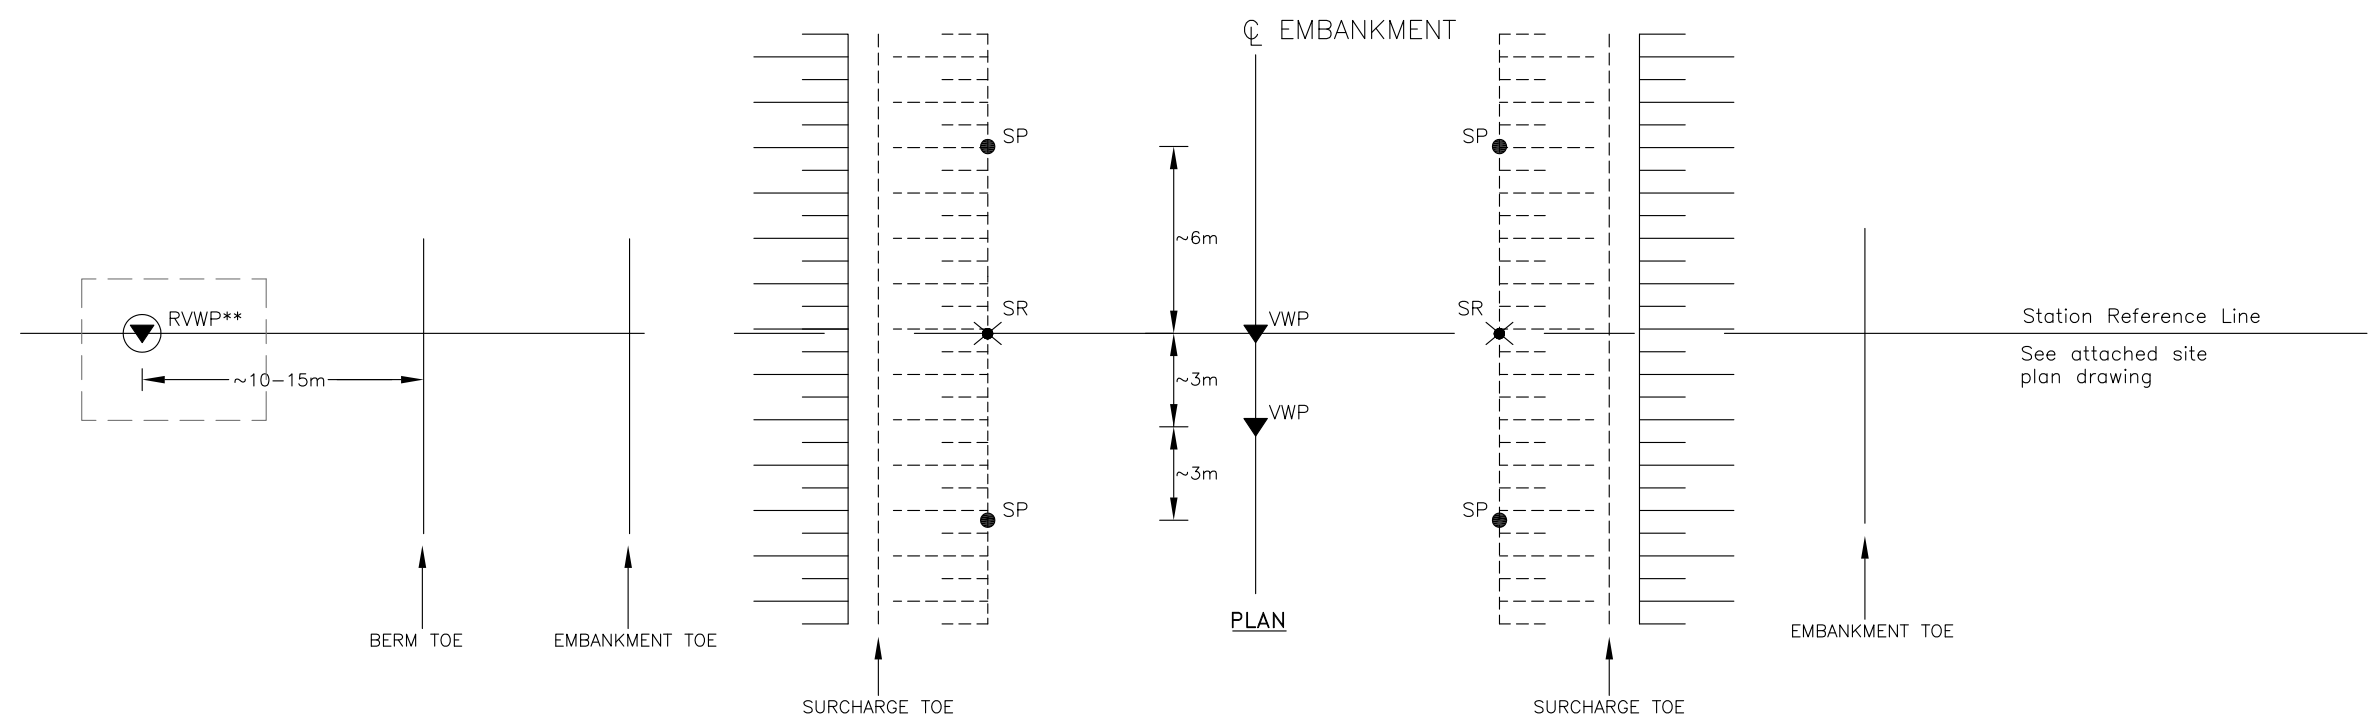 ℄ EMBANKMENT
SP
SP
~6m
SR
SR
VWP
RVWP**
Station Reference Line
See attached site
plan drawing
~10-15m
~3m
VWP
~3m
SP
SP
PLAN
BERM TOE
EMBANKMENT TOE
EMBANKMENT TOE
SURCHARGE TOE
SURCHARGE TOE